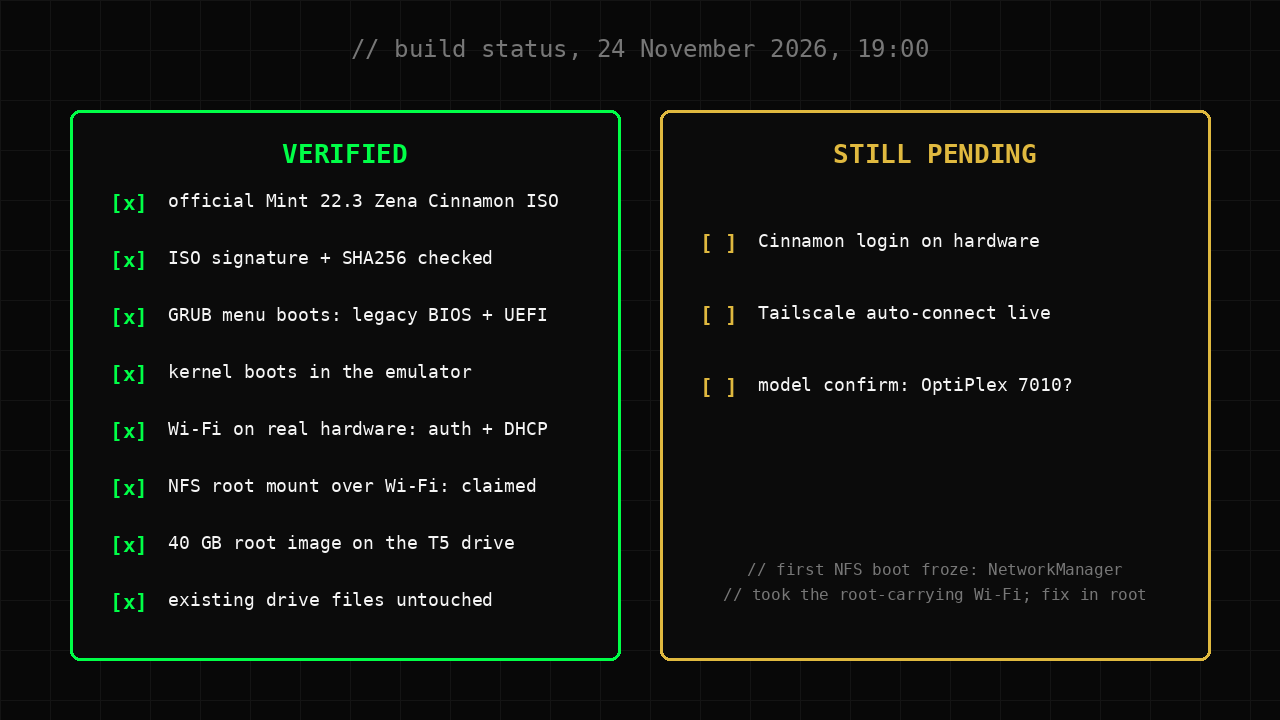 // build status, 24 November 2026, 19:00
VERIFIED
[x] official Mint 22.3 Zena Cinnamon ISO
[x] ISO signature + SHA256 checked
[x] GRUB menu boots: legacy BIOS + UEFI
[x] kernel boots in the emulator
[x] Wi-Fi on real hardware: auth + DHCP
[x] NFS root mount over Wi-Fi: claimed
[x] 40 GB root image on the T5 drive
[x] existing drive files untouched
STILL PENDING
[ ] Cinnamon login on hardware
[ ] Tailscale auto-connect live
[ ] model confirm: OptiPlex 7010?
// first NFS boot froze: NetworkManager
// took the root-carrying Wi-Fi; fix in root